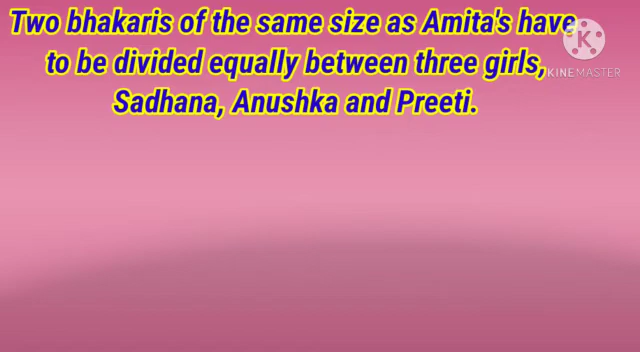 Two bhakaris of the same size as Amita's have
to be divided equally between three girls,
Sadhana, Anushka and Preeti.
K
KINEMASTER